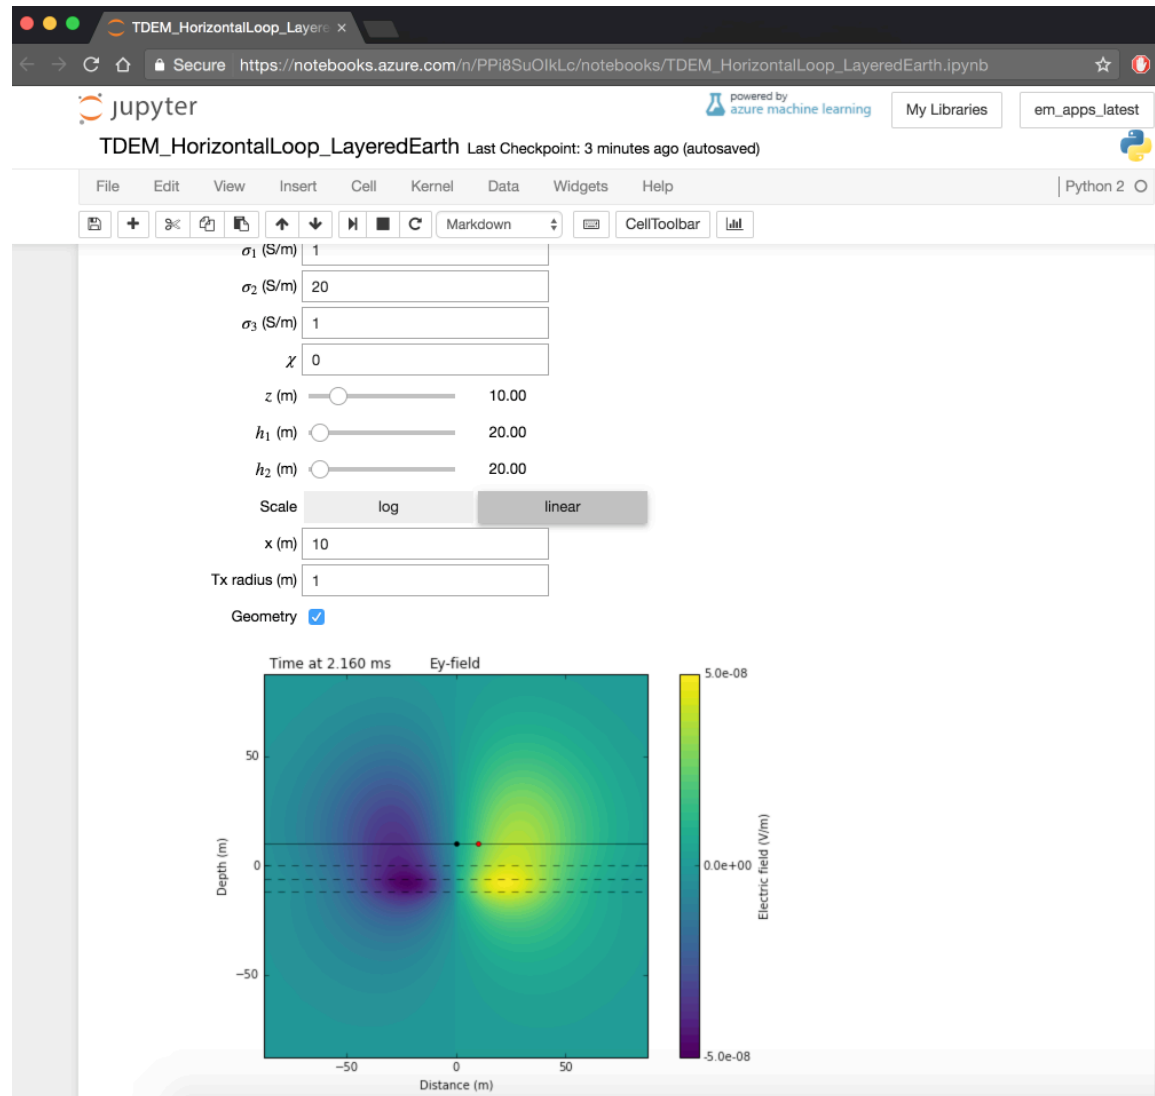 TDEM_HorizontalLoop_Layere ×
Secure https://notebooks.azure.com/n/PPi8SuOIkLc/notebooks/TDEM_HorizontalLoop_LayeredEarth.ipynb
jupyter
powered by
azure machine learning
My Libraries
em_apps_latest
TDEM_HorizontalLoop_LayeredEarth Last Checkpoint: 3 minutes ago (autosaved)
File Edit View Insert Cell Kernel Data Widgets Help Python 2
Markdown CellToolbar
σ1 (S/m) 1
σ2 (S/m) 20
σ3 (S/m) 1
χ 0
z (m) 10.00
h1 (m) 20.00
h2 (m) 20.00
Scale log linear
x (m) 10
Tx radius (m) 1
Geometry
Time at 2.160 ms Ey-field
5.0e-08
50
Depth (m)
0
0.0e+00
Electric field (V/m)
−50
-5.0e-08
−50 0 50
Distance (m)